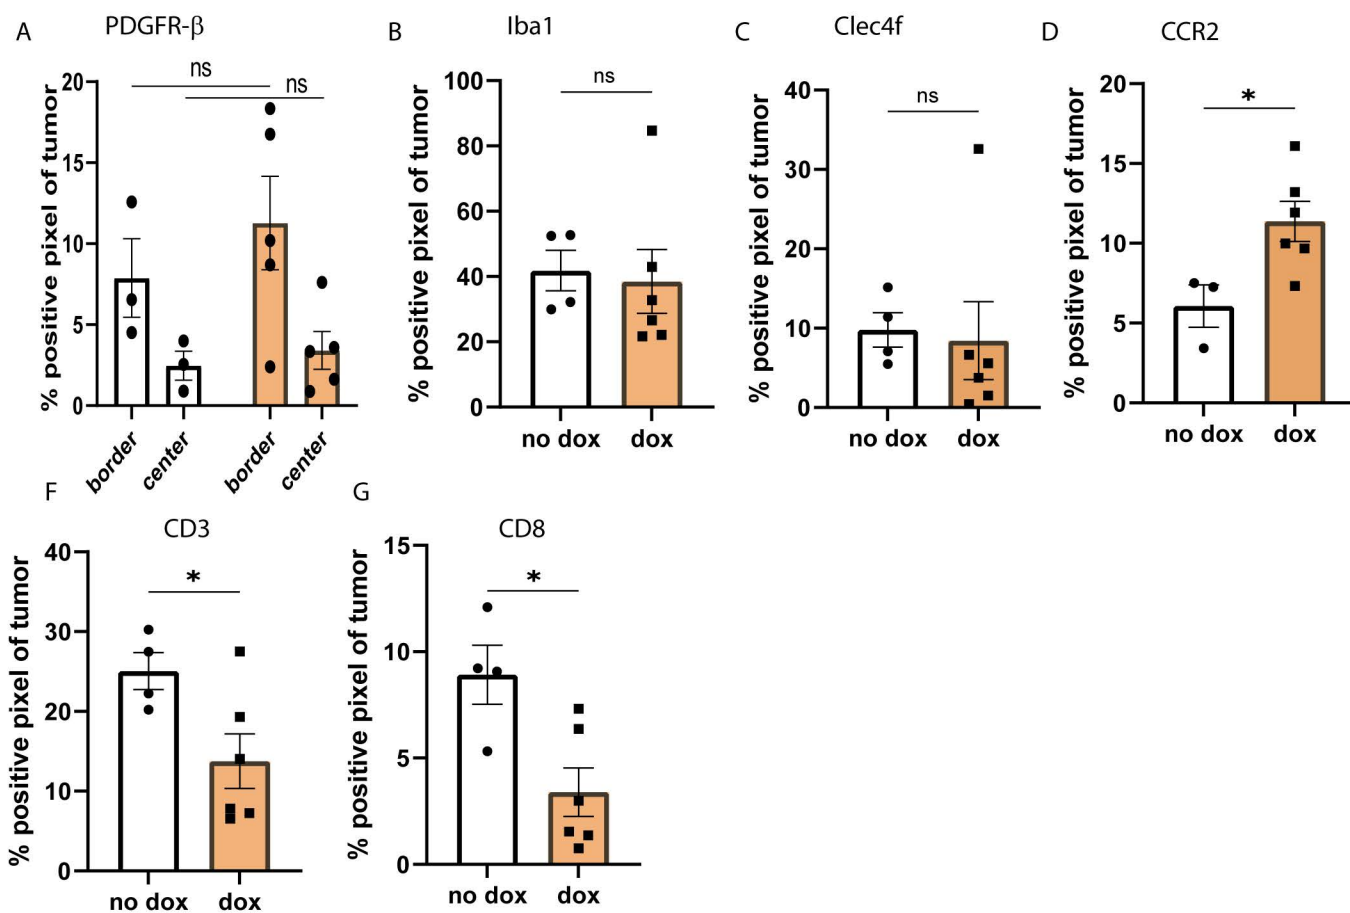 A PDGFR-β
ns
ns
% positive pixel of tumor
20
15
10
5
0
border center border center
B Iba1
ns
% positive pixel of tumor
100
80
60
40
20
0
no dox dox
C Clec4f
ns
% positive pixel of tumor
40
30
20
10
0
no dox dox
D CCR2
*
% positive pixel of tumor
20
15
10
5
0
no dox dox
F CD3
*
% positive pixel of tumor
40
30
20
10
0
no dox dox
G CD8
*
% positive pixel of tumor
15
10
5
0
no dox dox